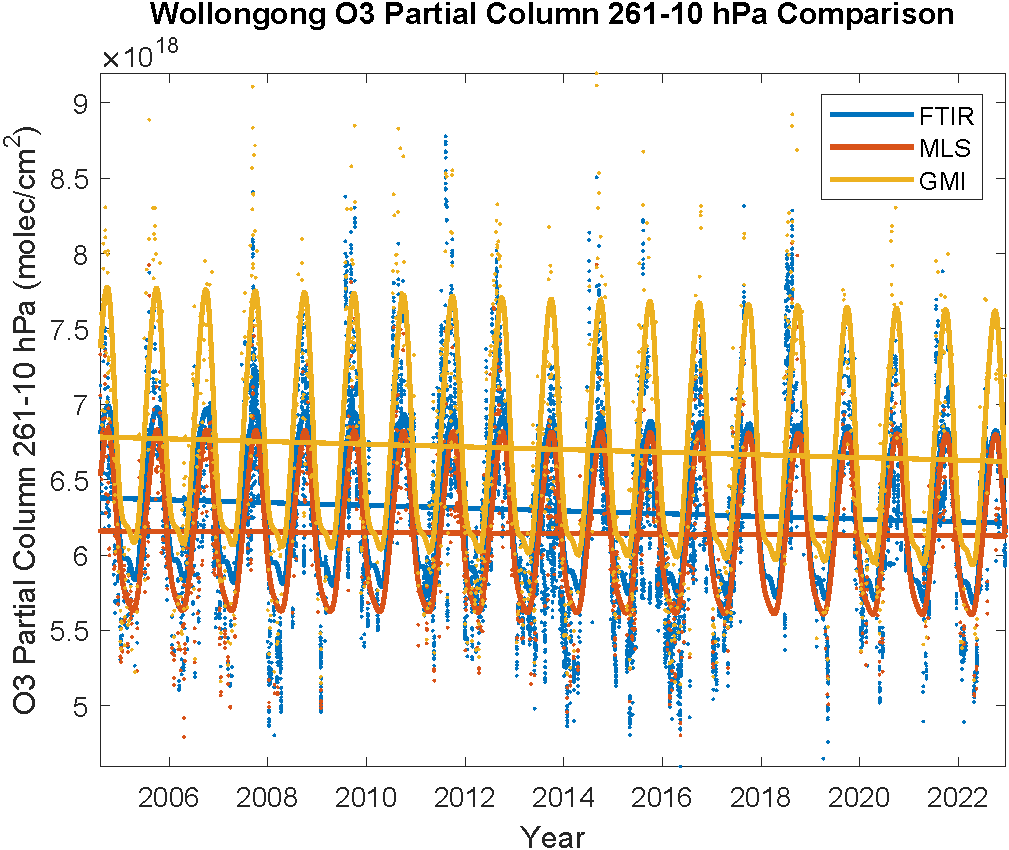 Wollongong O3 Partial Column 261-10 hPa Comparison
×10^18
O3 Partial Column 261-10 hPa (molec/cm^2)
9
8.5
8
7.5
7
6.5
6
5.5
5
FTIR
MLS
GMI
2006 2008 2010 2012 2014 2016 2018 2020 2022
Year